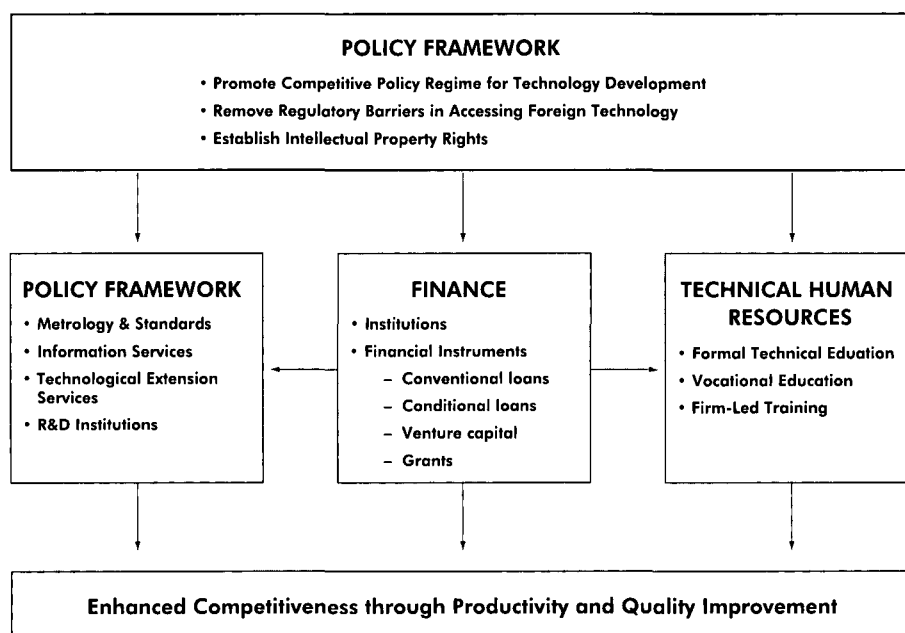 POLICY FRAMEWORK
• Promote Competitive Policy Regime for Technology Development
• Remove Regulatory Barriers in Accessing Foreign Technology
• Establish Intellectual Property Rights
POLICY FRAMEWORK
• Metrology & Standards
• Information Services
• Technological Extension
Services
• R&D Institutions
FINANCE
• Institutions
• Financial Instruments
– Conventional loans
– Conditional loans
– Venture capital
– Grants
TECHNICAL HUMAN
RESOURCES
• Formal Technical Eduation
• Vocational Education
• Firm-Led Training
Enhanced Competitiveness through Productivity and Quality Improvement